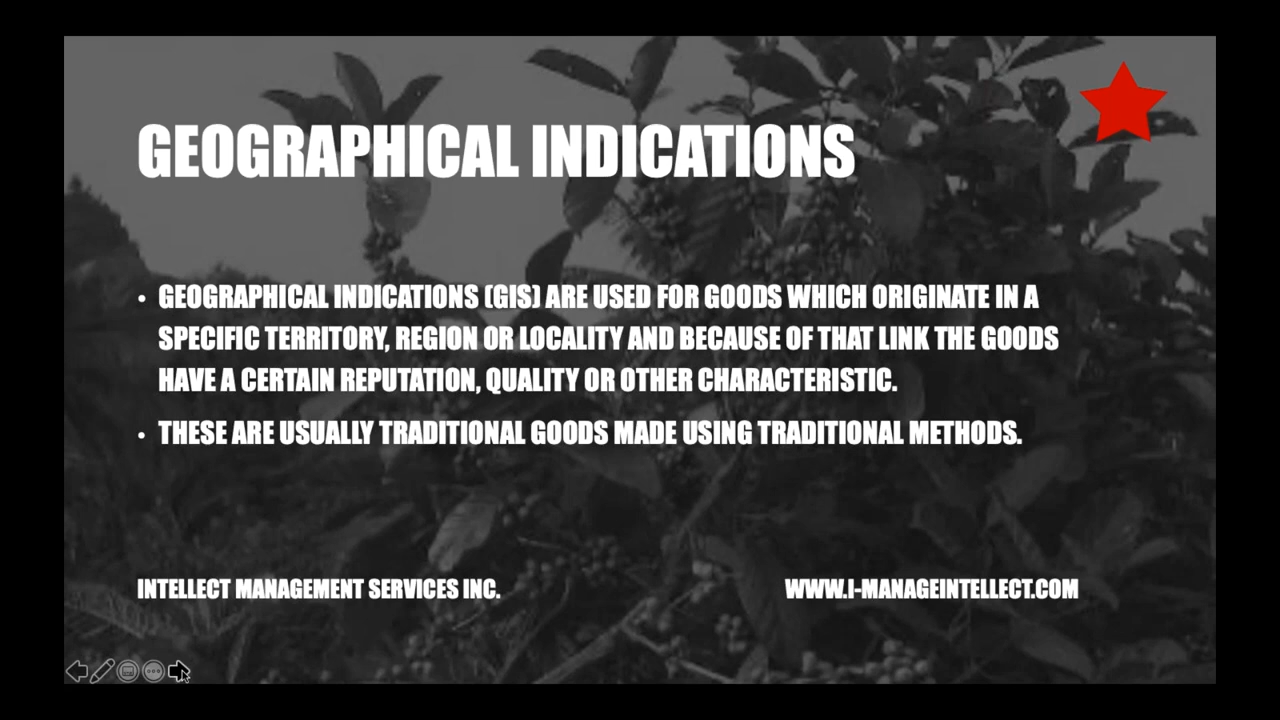 GEOGRAPHICAL INDICATIONS
• GEOGRAPHICAL INDICATIONS (GIS) ARE USED FOR GOODS WHICH ORIGINATE IN A
SPECIFIC TERRITORY, REGION OR LOCALITY AND BECAUSE OF THAT LINK THE GOODS
HAVE A CERTAIN REPUTATION, QUALITY OR OTHER CHARACTERISTIC.
• THESE ARE USUALLY TRADITIONAL GOODS MADE USING TRADITIONAL METHODS.
INTELLECT MANAGEMENT SERVICES INC.
WWW.I-MANAGEINTELLECT.COM